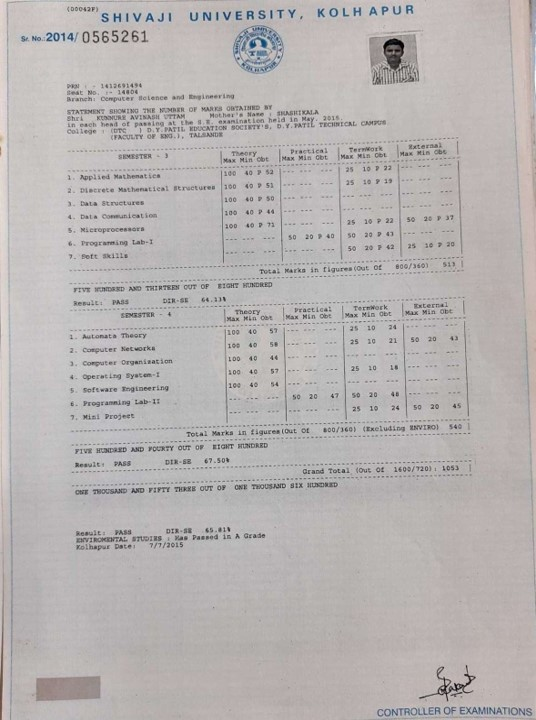 (00042F)
SHIVAJI UNIVERSITY, KOLHAPUR
Sr. No.: 2014/ 0565261
SHIVAJI UNIVERSITY
KOLHAPUR
PRN : - 1412691494
Seat No. :- 14804
Branch: Computer Science and Engineering
STATEMENT SHOWING THE NUMBER OF MARKS OBTAINED BY
Shri KUNNURE AVINASH UTTAM Mother's Name : SHASHIKALA
in each head of passing at the S.E. examination held in May, 2015
College : (DTC ) D.Y.PATIL EDUCATION SOCIETY'S, D.Y.PATIL TECHNICAL CAMPUS
(FACULTY OF ENG.), TALSANDE
SEMESTER - 3 Theory Practical TermWork External
Max Min Obt Max Min Obt Max Min Obt Max Min Obt
1. Applied Mathematics 100 40 P 52 --- --- --- 25 10 P 22 --- --- ---
2. Discrete Mathematical Structures 100 40 P 51 --- --- --- 25 10 P 19 --- --- ---
3. Data Structures 100 40 P 50 --- --- --- --- --- --- --- --- ---
4. Data Communication 100 40 P 44 --- --- --- --- --- --- --- --- ---
5. Microprocessors 100 40 P 71 --- --- --- 25 10 P 22 50 20 P 37
6. Programming Lab-I --- --- --- 50 20 P 40 50 20 P 43 --- --- ---
7. Soft Skills --- --- --- --- --- --- 50 20 P 42 25 10 P 20
Total Marks in figures(Out Of 800/360) 513
FIVE HUNDRED AND THIRTEEN OUT OF EIGHT HUNDRED
Result: PASS DIR-SE 64.13%
SEMESTER - 4 Theory Practical TermWork External
Max Min Obt Max Min Obt Max Min Obt Max Min Obt
1. Automata Theory 100 40 57 --- --- --- 25 10 24 --- --- ---
2. Computer Networks 100 40 58 --- --- --- 25 10 21 50 20 43
3. Computer Organization 100 40 44 --- --- --- --- --- --- --- --- ---
4. Operating System-I 100 40 57 --- --- --- 25 10 18 --- --- ---
5. Software Engineering 100 40 54 --- --- --- --- --- --- --- --- ---
6. Programming Lab-II --- --- --- 50 20 47 50 20 48 --- --- ---
7. Mini Project --- --- --- --- --- --- 25 10 24 50 20 45
Total Marks in figures(Out Of 800/360) (Excluding ENVIRO) 540
FIVE HUNDRED AND FOURTY OUT OF EIGHT HUNDRED
Result: PASS DIR-SE 67.50%
Grand Total (Out Of 1600/720), 1053
ONE THOUSAND AND FIFTY THREE OUT OF ONE THOUSAND SIX HUNDRED
Result: PASS DIR-SE 65.81%
ENVIROMENTAL STUDIES : Has Passed in A Grade
Kolhapur Date: 7/7/2015
CONTROLLER OF EXAMINATIONS